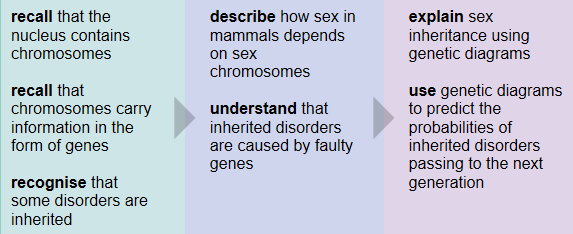 recall that the
nucleus contains
chromosomes
recall that
chromosomes carry
information in the
form of genes
recognise that
some disorders are
inherited
describe how sex in
mammals depends
on sex
chromosomes
understand that
inherited disorders
are caused by faulty
genes
explain sex
inheritance using
genetic diagrams
use genetic diagrams
to predict the
probabilities of
inherited disorders
passing to the next
generation